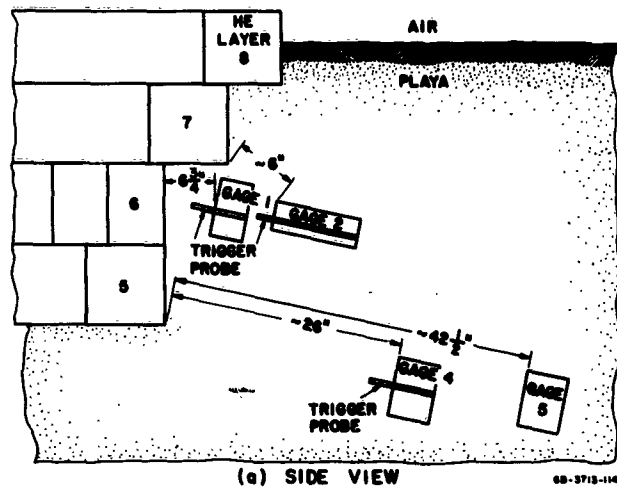 HE
LAYER
8
AIR
PLAYA
7
~6"
6 3/4"
GAGE 1
GAGE 2
6
TRIGGER
PROBE
5
~26"
~42 1/2"
GAGE 4
GAGE
5
TRIGGER
PROBE
(a) SIDE VIEW
GB-3713-114